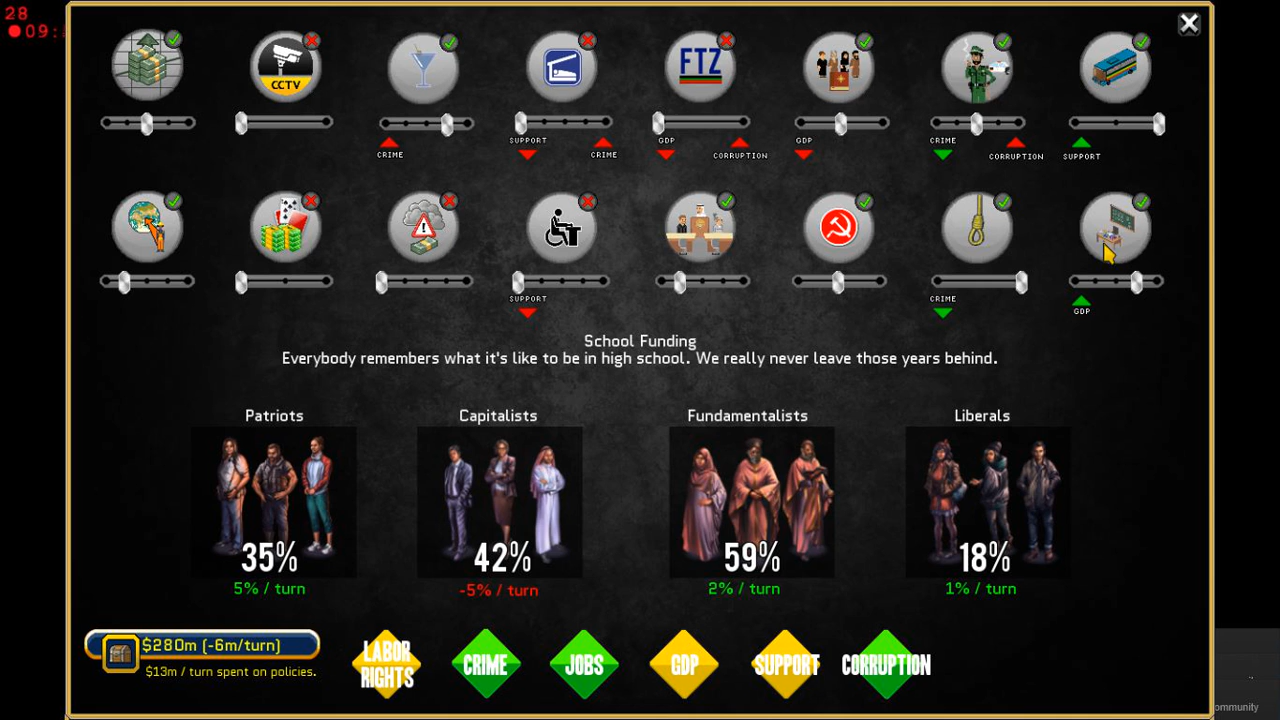 28
09:
CCTV
FTZ
CRIME
SUPPORT
CRIME
GDP
CORRUPTION
GDP
CRIME
CORRUPTION
SUPPORT
SUPPORT
CRIME
GDP
School Funding
Everybody remembers what it's like to be in high school. We really never leave those years behind.
Patriots
Capitalists
Fundamentalists
Liberals
35%
42%
59%
18%
5% / turn
-5% / turn
2% / turn
1% / turn
$280m (-6m/turn)
$13m / turn spent on policies.
LABOR
RIGHTS
CRIME
JOBS
GDP
SUPPORT
CORRUPTION
ommunity